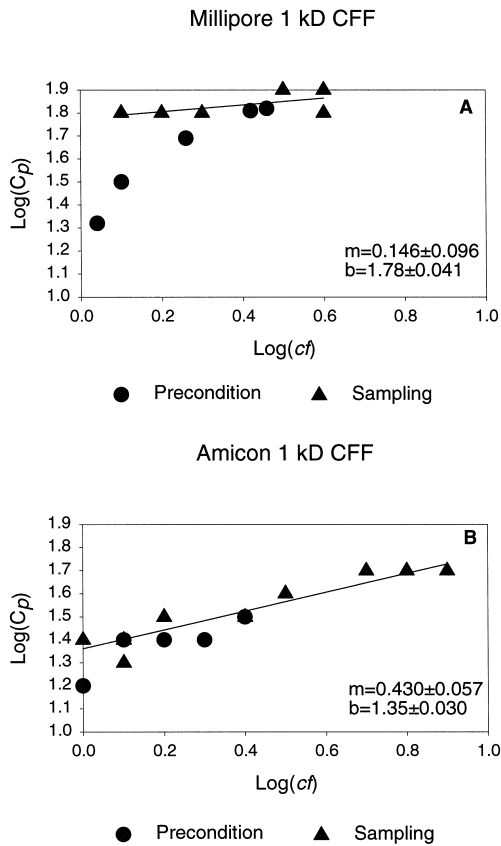 Millipore 1 kD CFF
A
1.9
1.8
1.7
1.6
1.5
1.4
1.3
1.2
1.1
1.0
Log(Cp)
m=0.146±0.096
b=1.78±0.041
0.0 0.2 0.4 0.6 0.8 1.0
Log(cf)
Precondition Sampling
Amicon 1 kD CFF
B
1.9
1.8
1.7
1.6
1.5
1.4
1.3
1.2
1.1
1.0
Log(Cp)
m=0.430±0.057
b=1.35±0.030
0.0 0.2 0.4 0.6 0.8 1.0
Log(cf)
Precondition Sampling